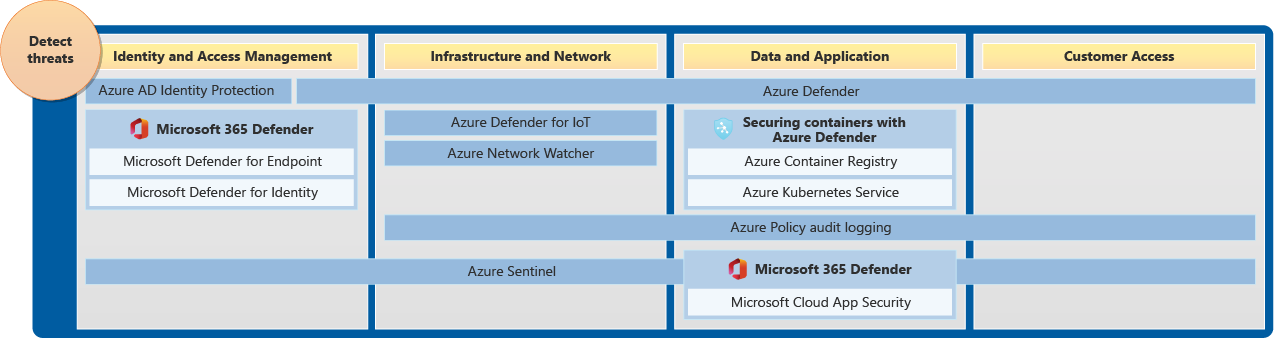 Detect
threats
Identity and Access Management
Infrastructure and Network
Data and Application
Customer Access
Azure AD Identity Protection
Azure Defender
Microsoft 365 Defender
Microsoft Defender for Endpoint
Microsoft Defender for Identity
Azure Defender for IoT
Azure Network Watcher
Securing containers with
Azure Defender
Azure Container Registry
Azure Kubernetes Service
Azure Policy audit logging
Azure Sentinel
Microsoft 365 Defender
Microsoft Cloud App Security